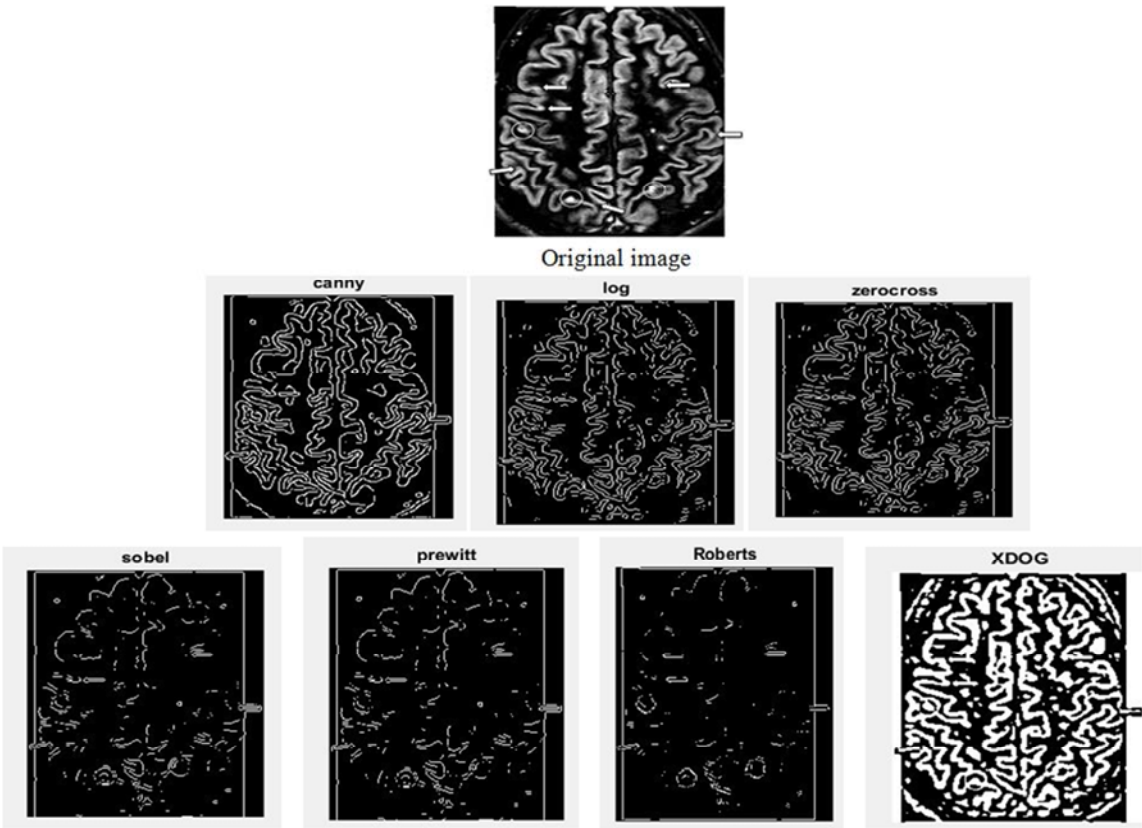 Original image
canny
log
zerocross
sobel
prewitt
Roberts
XDOG